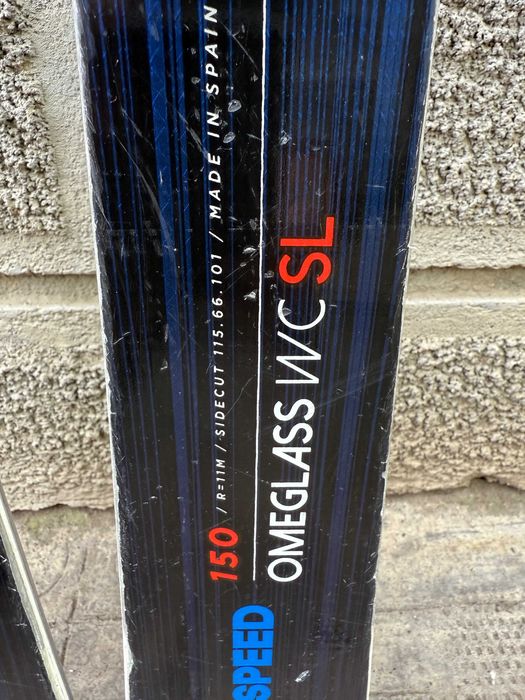 150 / R=11M / SIDECUT 115.66.101 / MADE IN SPAIN
OMEGLASS WC SL
SPEED